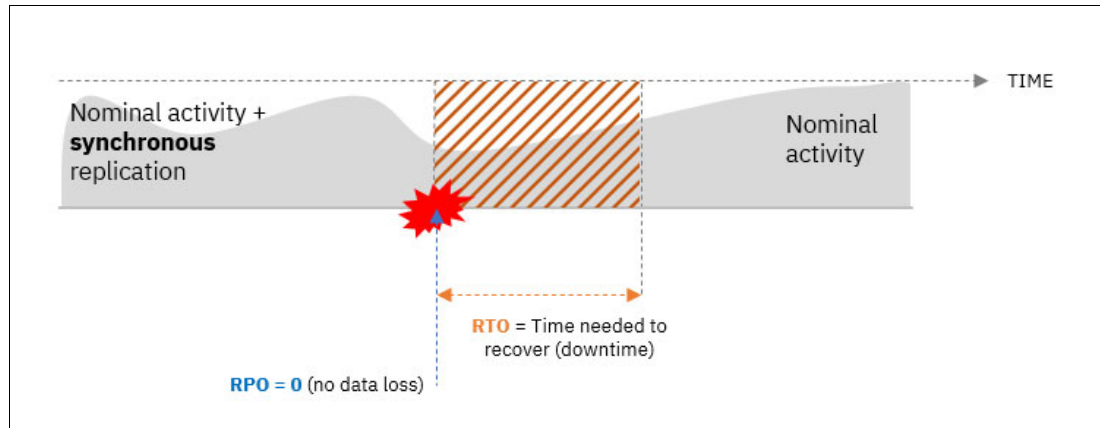 TIME
Nominal activity +
synchronous
replication
Nominal
activity
RTO = Time needed to
recover (downtime)
RPO = 0 (no data loss)